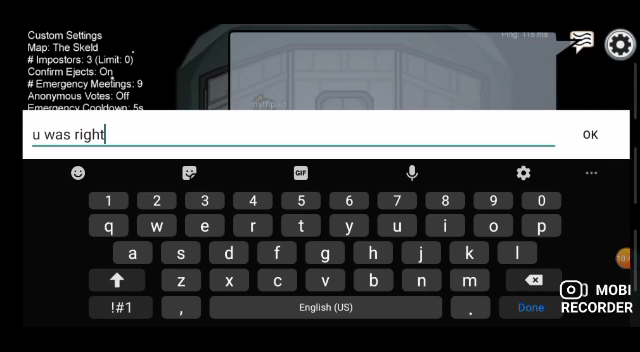 Custom Settings
Map: The Skeld
# Impostors: 3 (Limit: 0)
Confirm Ejects: On
# Emergency Meetings: 9
Anonymous Votes: Off
Emergency Cooldown: 5s
Ping: 115 ms
u was right
OK
GIF
1 2 3 4 5 6 7 8 9 0
q w e r t y u i o p
a s d f g h j k l
z x c v b n m
!#1 , English (US) . Done
MOBI
RECORDER